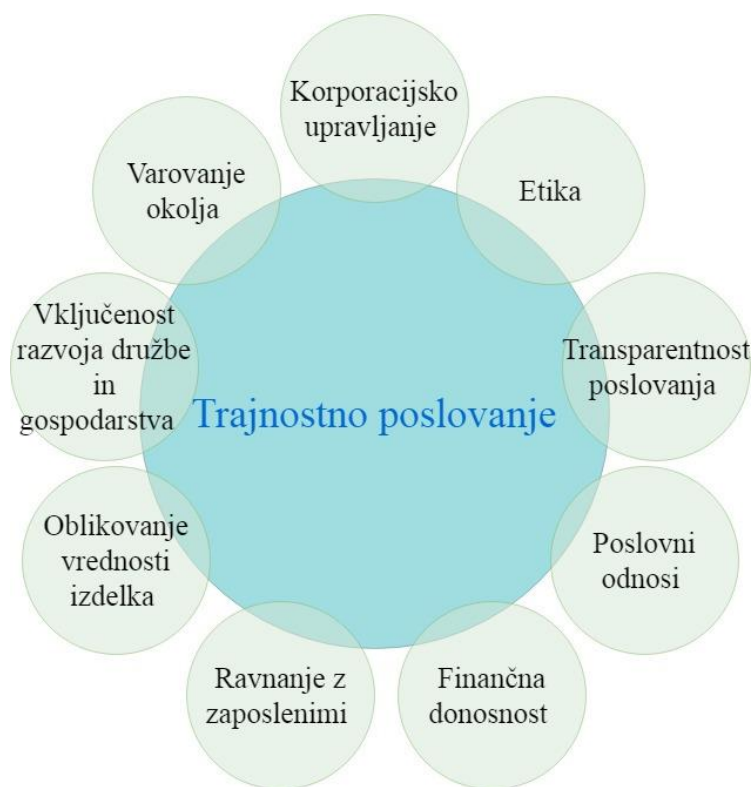 Korporacijsko
upravljanje
Etika
Transparentnost
poslovanja
Poslovni
odnosi
Finančna
donosnost
Ravnanje z
zaposlenimi
Oblikovanje
vrednosti
izdelka
Vključenost
razvoja družbe
in
gospodarstva
Varovanje
okolja
Trajnostno poslovanje